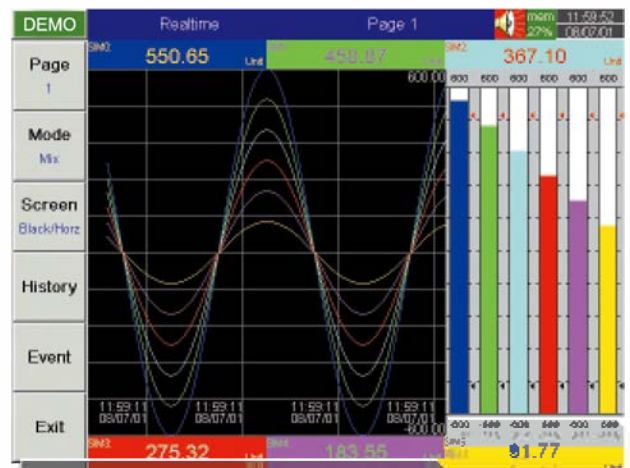 DEMO Realtime Page 1 mem 11:59:52
27% 08/07/01
Page
1
Mode
Mix
Screen
Black/Horz
History
Event
Exit
SIM0 550.65 Unit
458.87 Unit
SIM2 367.10 Unit
600.00
600 600 600 600 600 600
11:59:11 11:59:11 11:59:11 11:59:11
08/07/01 08/07/01 08/07/01 08/07/01
-600.00
-600 -600 -600 -600 -600 -600
SIM3 275.32 Unit
SIM4 183.55 Unit
91.77